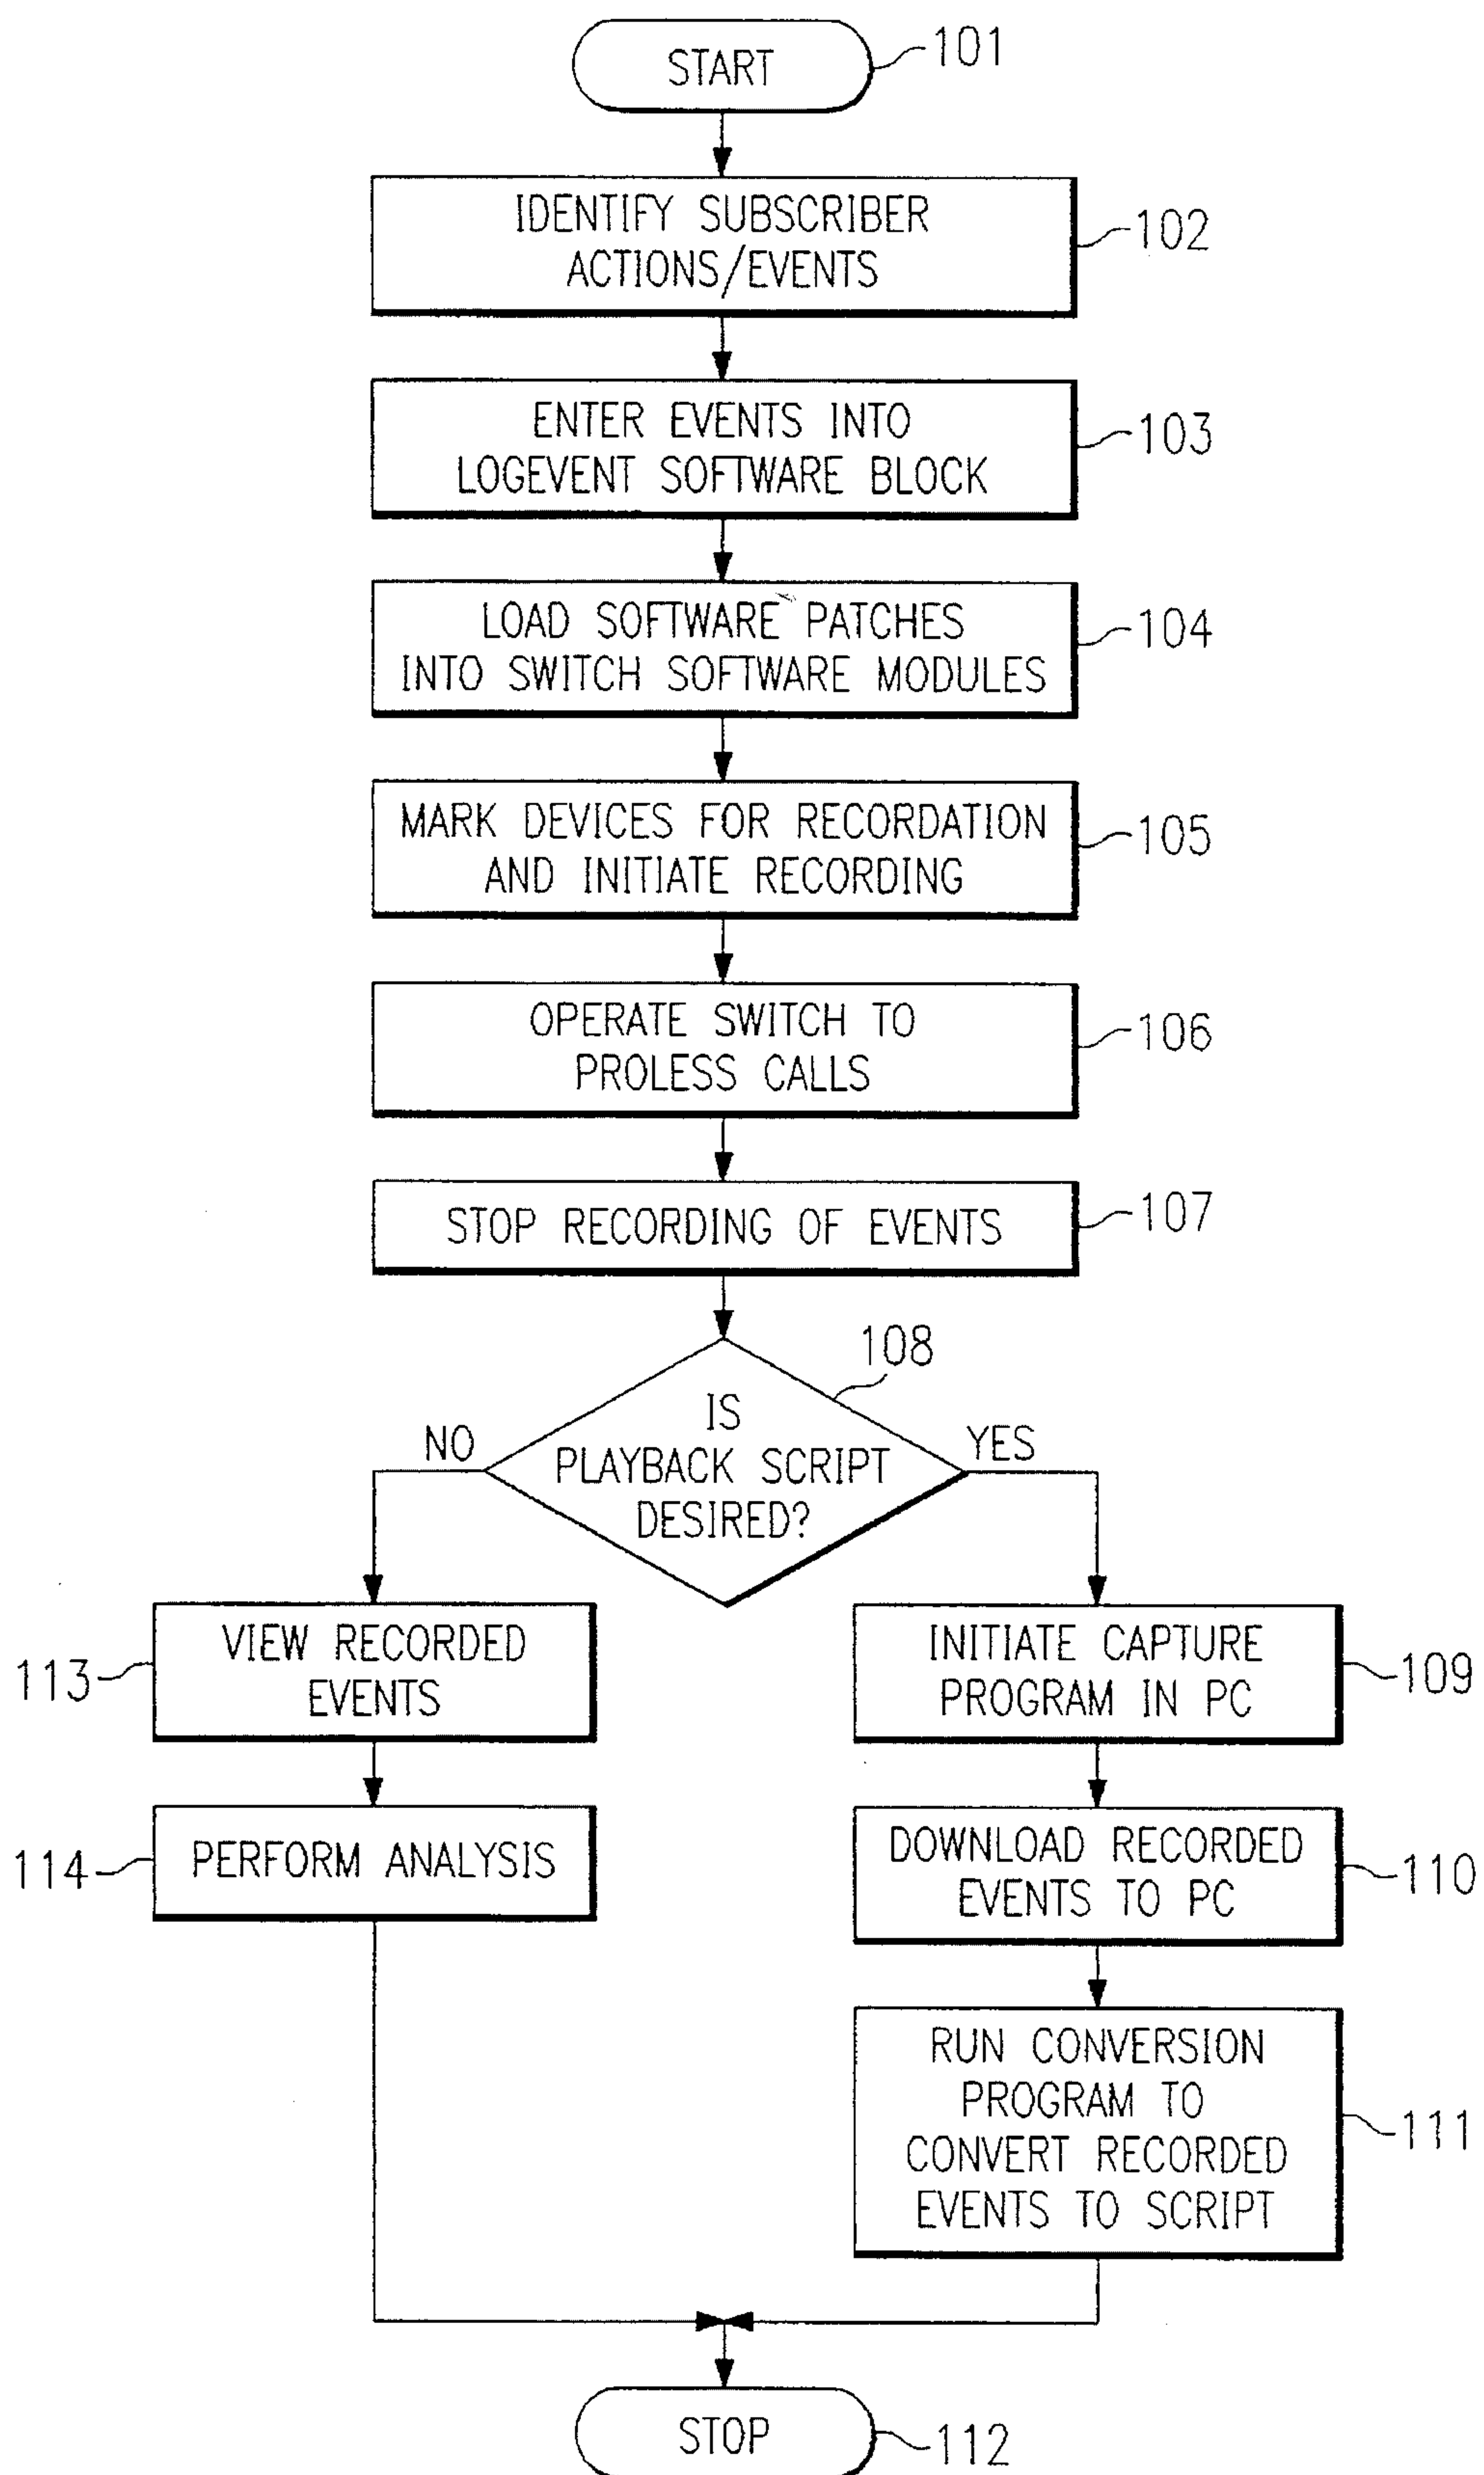 START
101
IDENTIFY SUBSCRIBER
ACTIONS/EVENTS
102
ENTER EVENTS INTO
LOGEVENT SOFTWARE BLOCK
103
LOAD SOFTWARE PATCHES
INTO SWITCH SOFTWARE MODULES
104
MARK DEVICES FOR RECORDATION
AND INITIATE RECORDING
105
OPERATE SWITCH TO
PROLESS CALLS
106
STOP RECORDING OF EVENTS
107
108
IS
PLAYBACK SCRIPT
DESIRED?
NO
YES
VIEW RECORDED
EVENTS
113
INITIATE CAPTURE
PROGRAM IN PC
109
PERFORM ANALYSIS
114
DOWNLOAD RECORDED
EVENTS TO PC
110
RUN CONVERSION
PROGRAM TO
CONVERT RECORDED
EVENTS TO SCRIPT
111
STOP
112